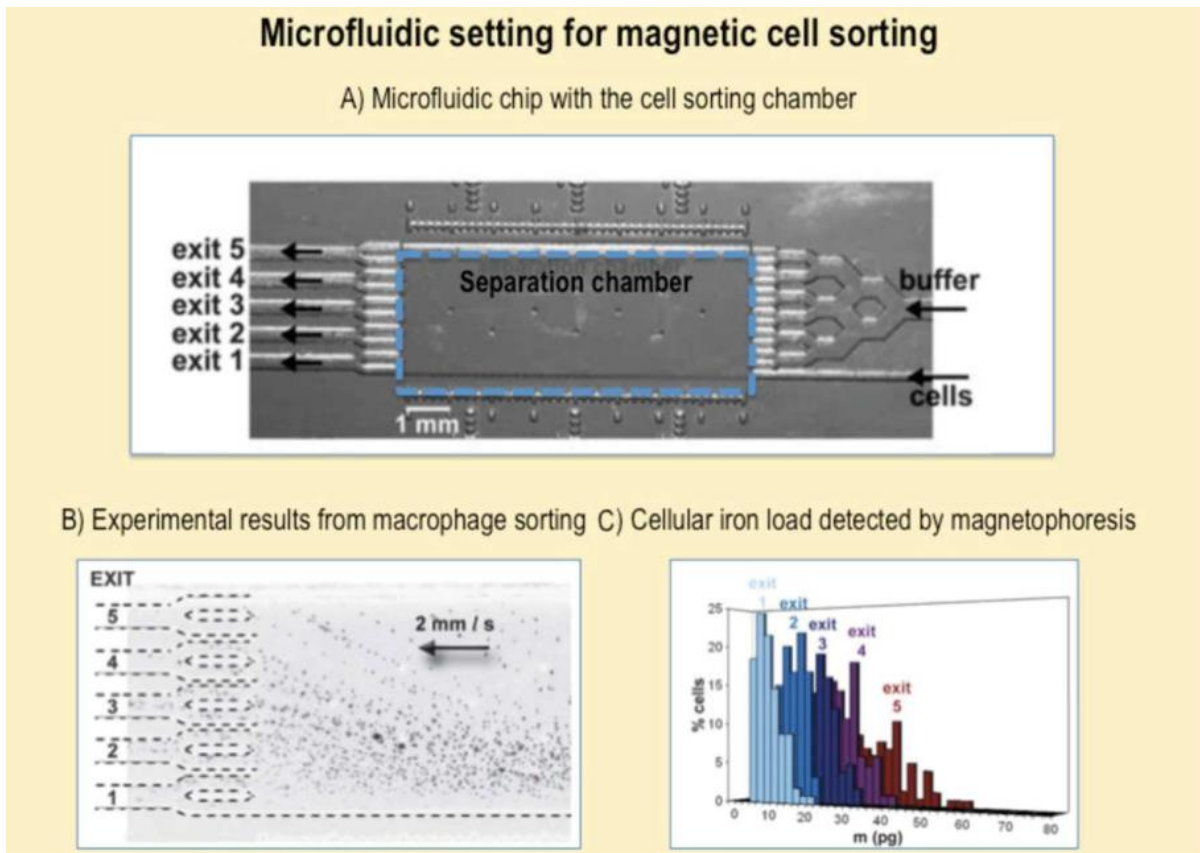 Microfluidic setting for magnetic cell sorting
A) Microfluidic chip with the cell sorting chamber
exit 5
exit 4
exit 3
exit 2
exit 1
Separation chamber
buffer
cells
1 mm
B) Experimental results from macrophage sorting
EXIT
5
4
3
2
1
2 mm / s
C) Cellular iron load detected by magnetophoresis
exit
1
exit
2
exit
3
exit
4
exit
5
% cells
25
20
15
10
5
0
0 10 20 30 40 50 60 70 80
m (pg)